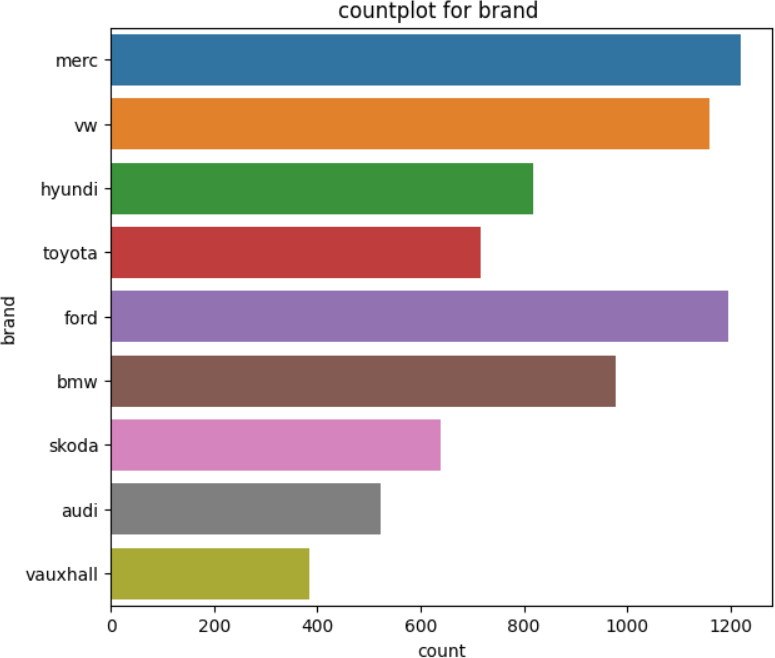 countplot for brand
merc
vw
hyundi
toyota
ford
bmw
skoda
audi
vauxhall
brand
0 200 400 600 800 1000 1200
count